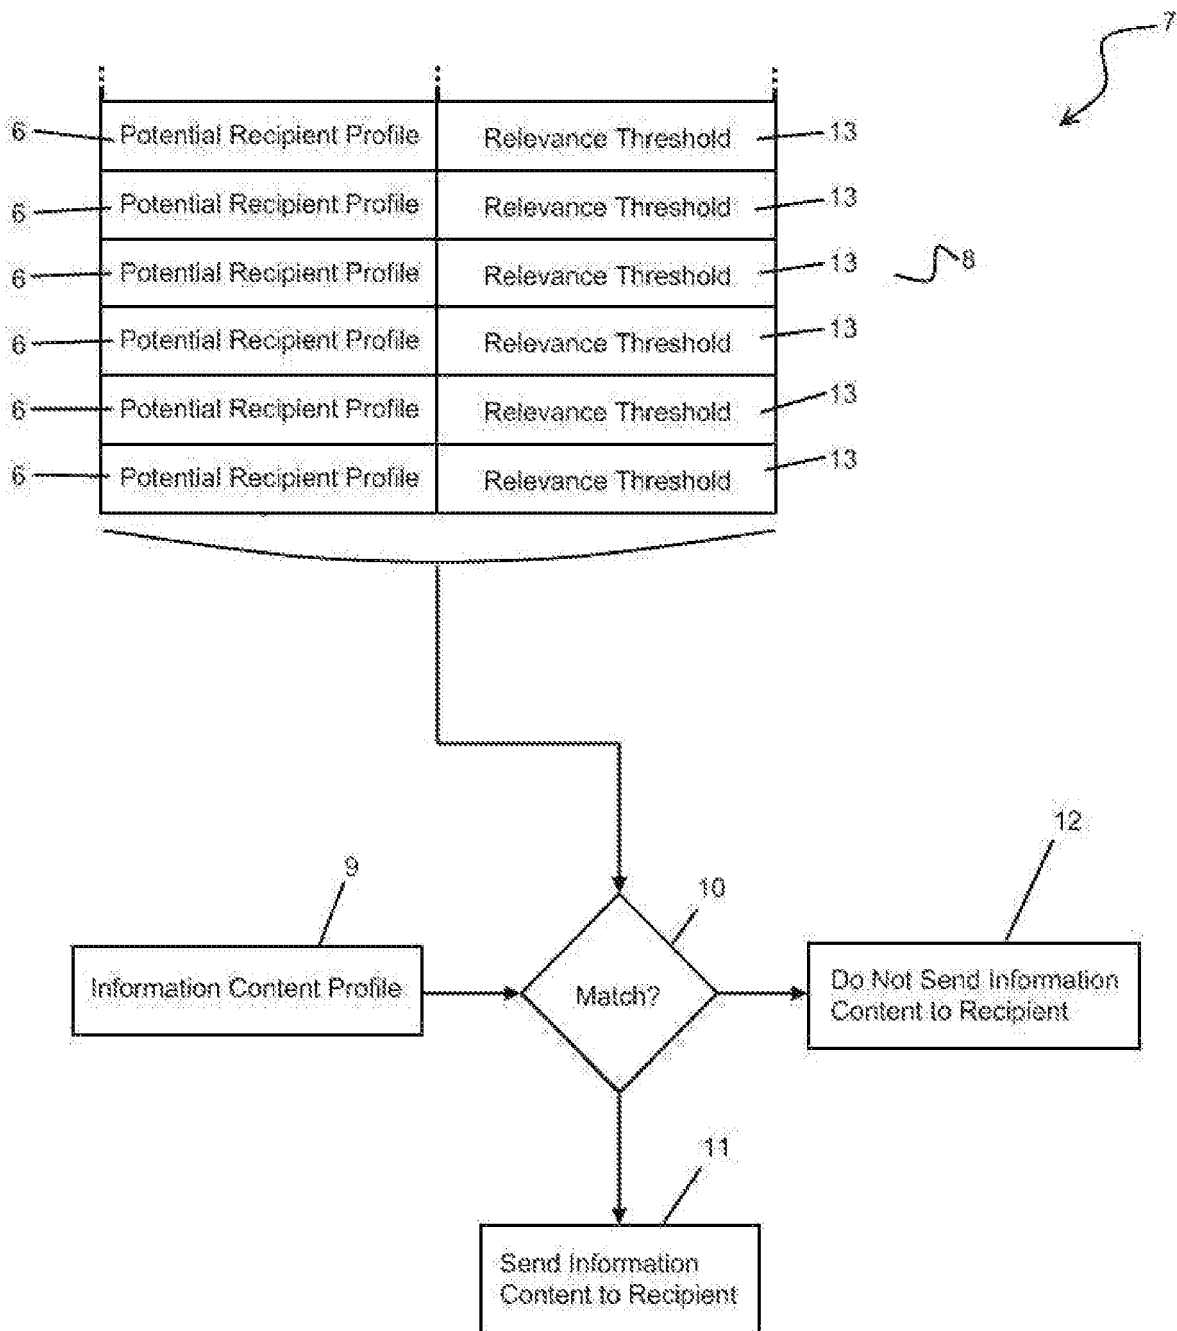 7
6 Potential Recipient Profile Relevance Threshold 13
6 Potential Recipient Profile Relevance Threshold 13
6 Potential Recipient Profile Relevance Threshold 13 8
6 Potential Recipient Profile Relevance Threshold 13
6 Potential Recipient Profile Relevance Threshold 13
6 Potential Recipient Profile Relevance Threshold 13
12
9
10
Information Content Profile
Match?
Do Not Send Information
Content to Recipient
11
Send Information
Content to Recipient